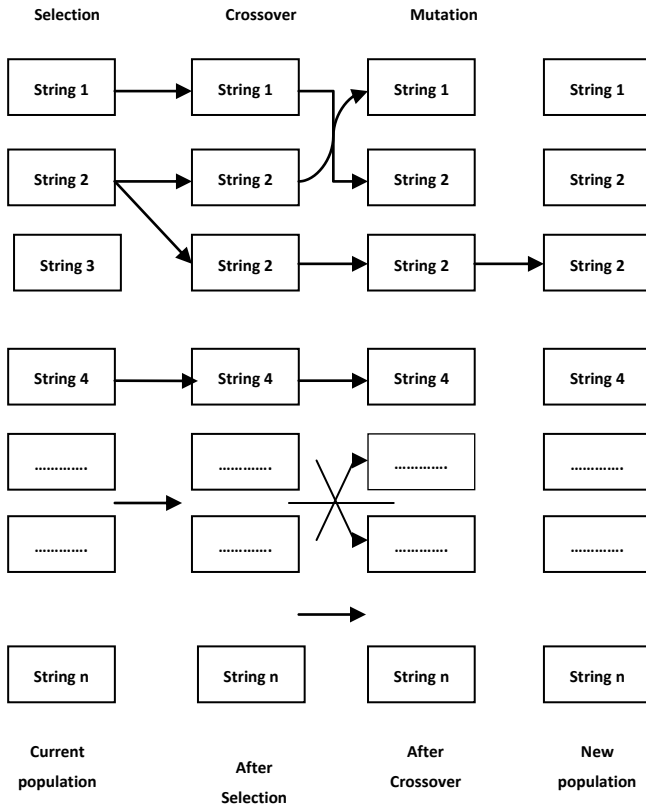 Selection Crossover Mutation
String 1 String 1 String 1 String 1
String 2 String 2 String 2 String 2
String 3 String 2 String 2 String 2
String 4 String 4 String 4 String 4
………….. ………….. ………….. …………..
………….. ………….. ………….. …………..
String n String n String n String n
Current
population
After
Selection
After
Crossover
New
population